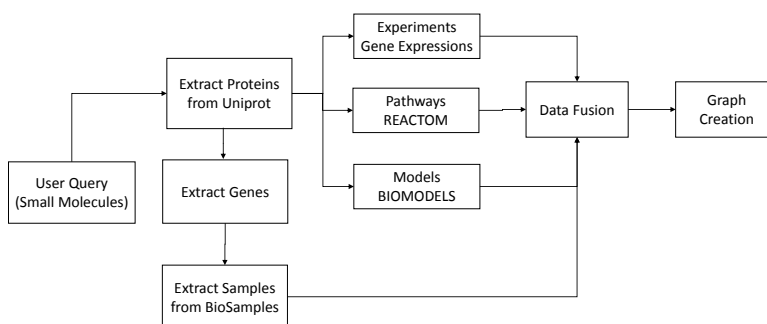 Experiments
Gene Expressions
Extract Proteins
from Uniprot
Pathways
REACTOM
Data Fusion
Graph
Creation
User Query
(Small Molecules)
Extract Genes
Models
BIOMODELS
Extract Samples
from BioSamples